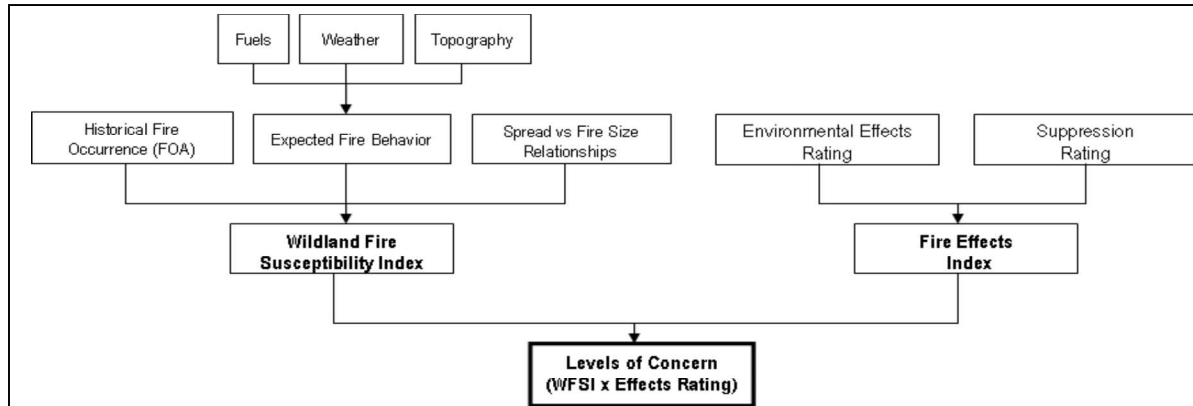 Fuels
Weather
Topography
Historical Fire
Occurrence (FOA)
Expected Fire Behavior
Spread vs Fire Size
Relationships
Environmental Effects
Rating
Suppression
Rating
Wildland Fire
Susceptibility Index
Fire Effects
Index
Levels of Concern
(WFSI x Effects Rating)